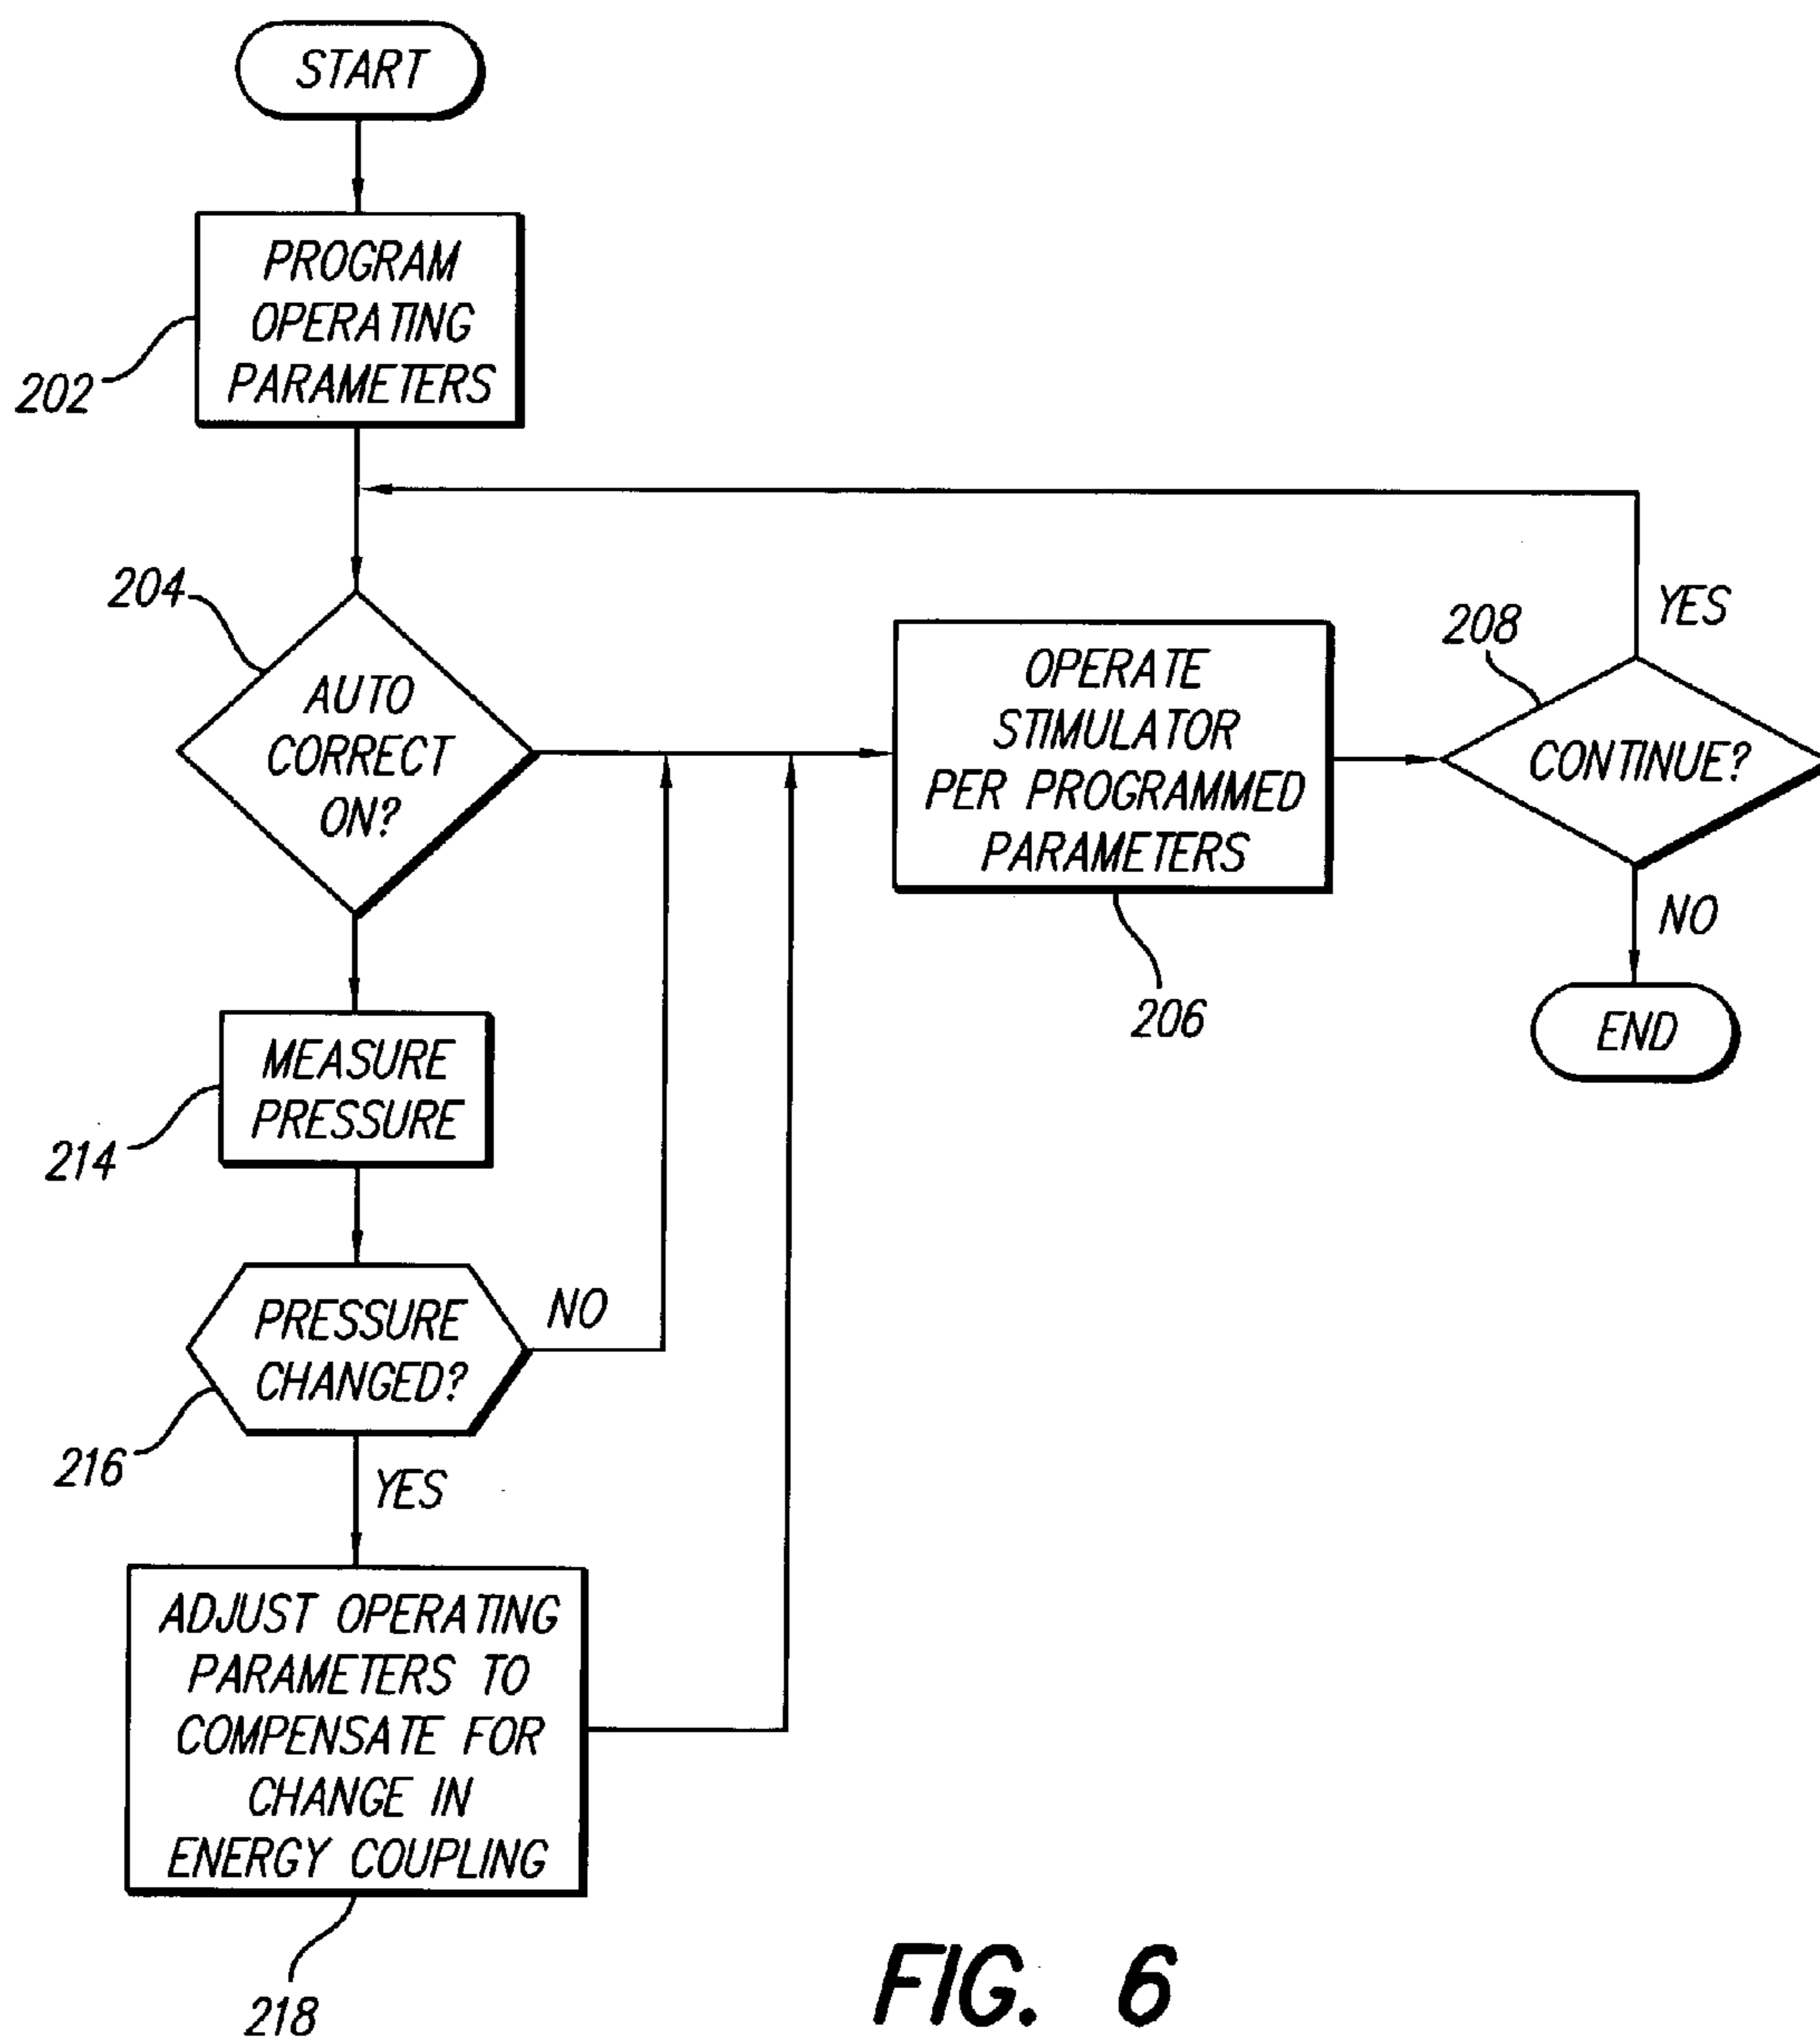 START
PROGRAM
OPERATING
PARAMETERS
202
204
AUTO
CORRECT
ON?
OPERATE
STIMULATOR
PER PROGRAMMED
PARAMETERS
206
208
CONTINUE?
YES
NO
END
MEASURE
PRESSURE
214
PRESSURE
CHANGED?
NO
216
YES
ADJUST OPERATING
PARAMETERS TO
COMPENSATE FOR
CHANGE IN
ENERGY COUPLING
218
FIG. 6